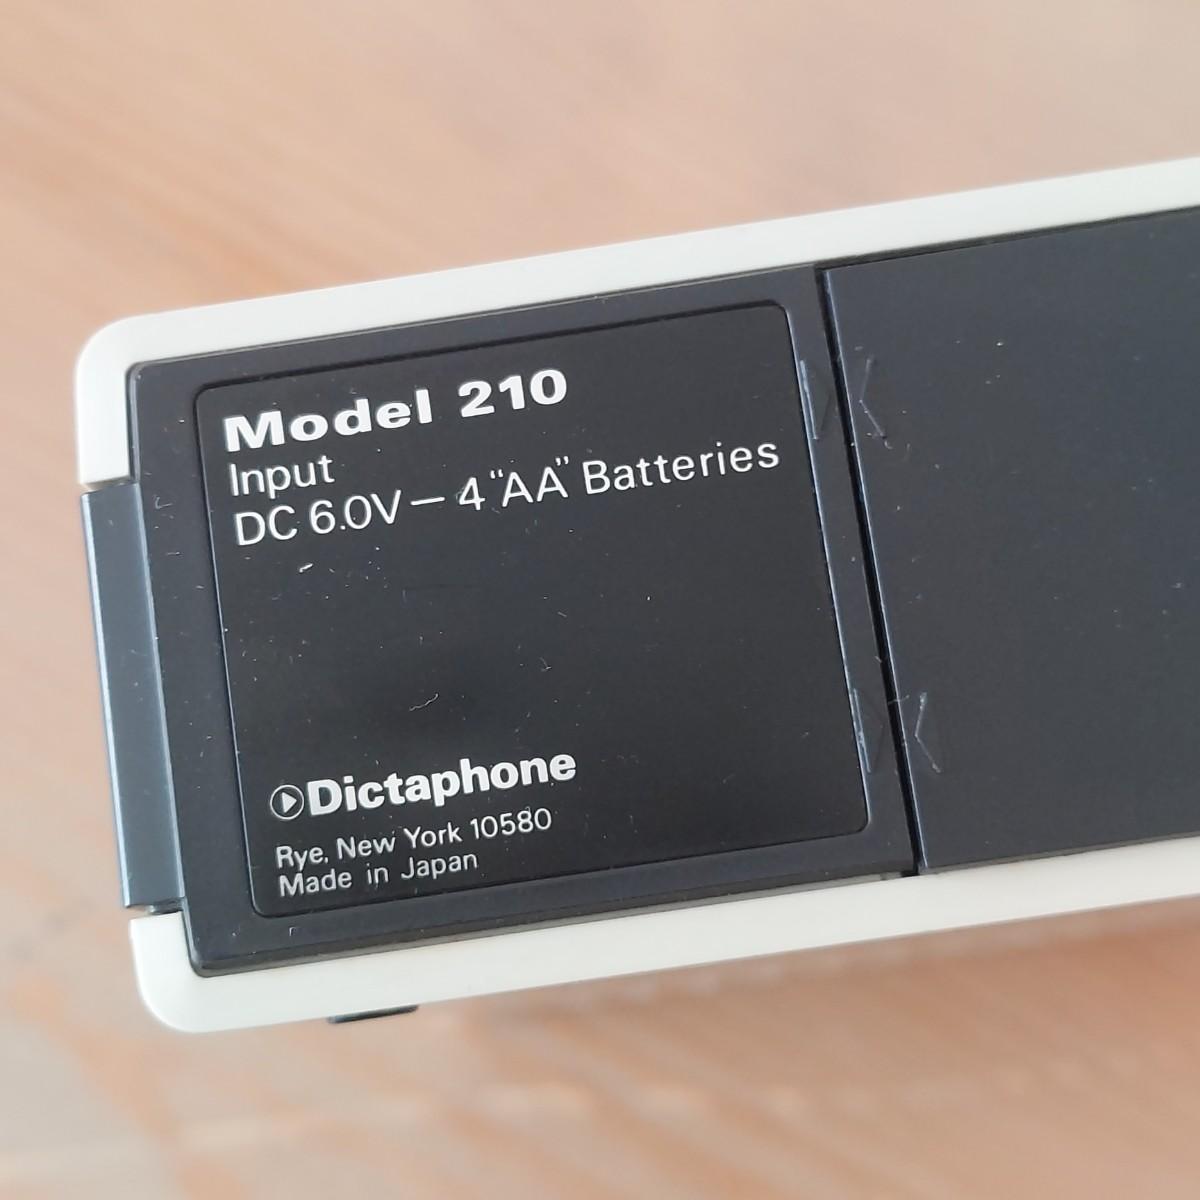 Model 210
Input
DC 6.0V — 4 "AA" Batteries
Dictaphone
Rye, New York 10580
Made in Japan